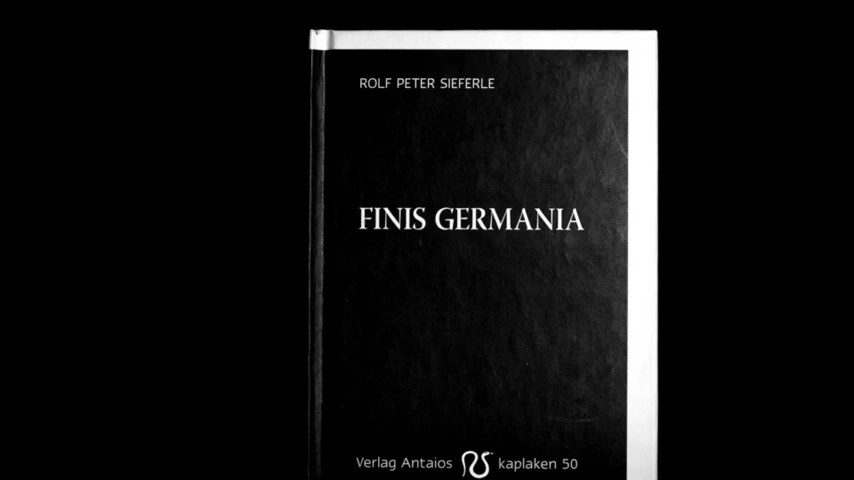 ROLF PETER SIEFERLE
FINIS GERMANIA
Verlag Antaios kaplaken 50